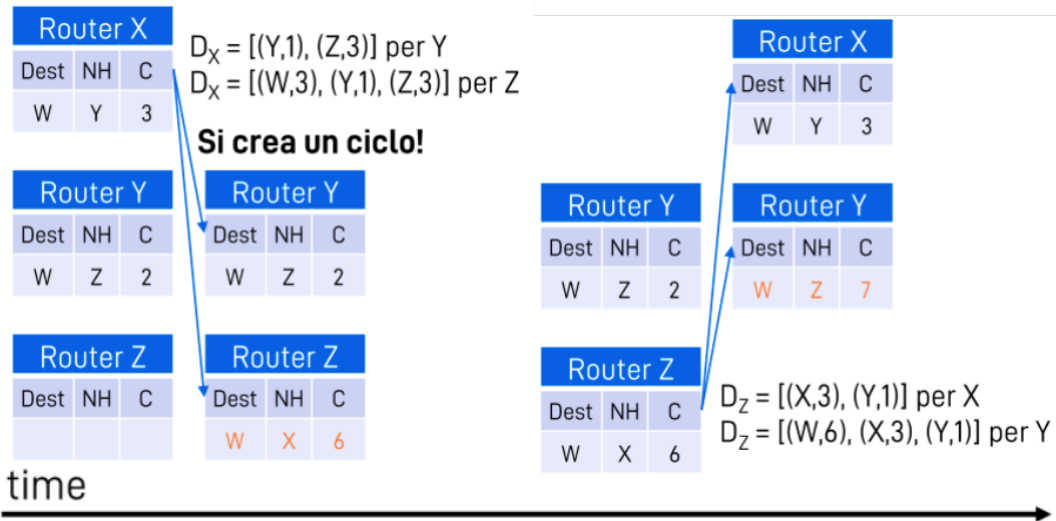 Router X
Dest NH C
W Y 3
D_X = [(Y,1), (Z,3)] per Y
D_X = [(W,3), (Y,1), (Z,3)] per Z
Si crea un ciclo!
Router Y
Dest NH C
W Z 2
Router Y
Dest NH C
W Z 2
Router Z
Dest NH C
Router Z
Dest NH C
W X 6
Router X
Dest NH C
W Y 3
Router Y
Dest NH C
W Z 2
Router Y
Dest NH C
W Z 7
Router Z
Dest NH C
W X 6
D_Z = [(X,3), (Y,1)] per X
D_Z = [(W,6), (X,3), (Y,1)] per Y
time